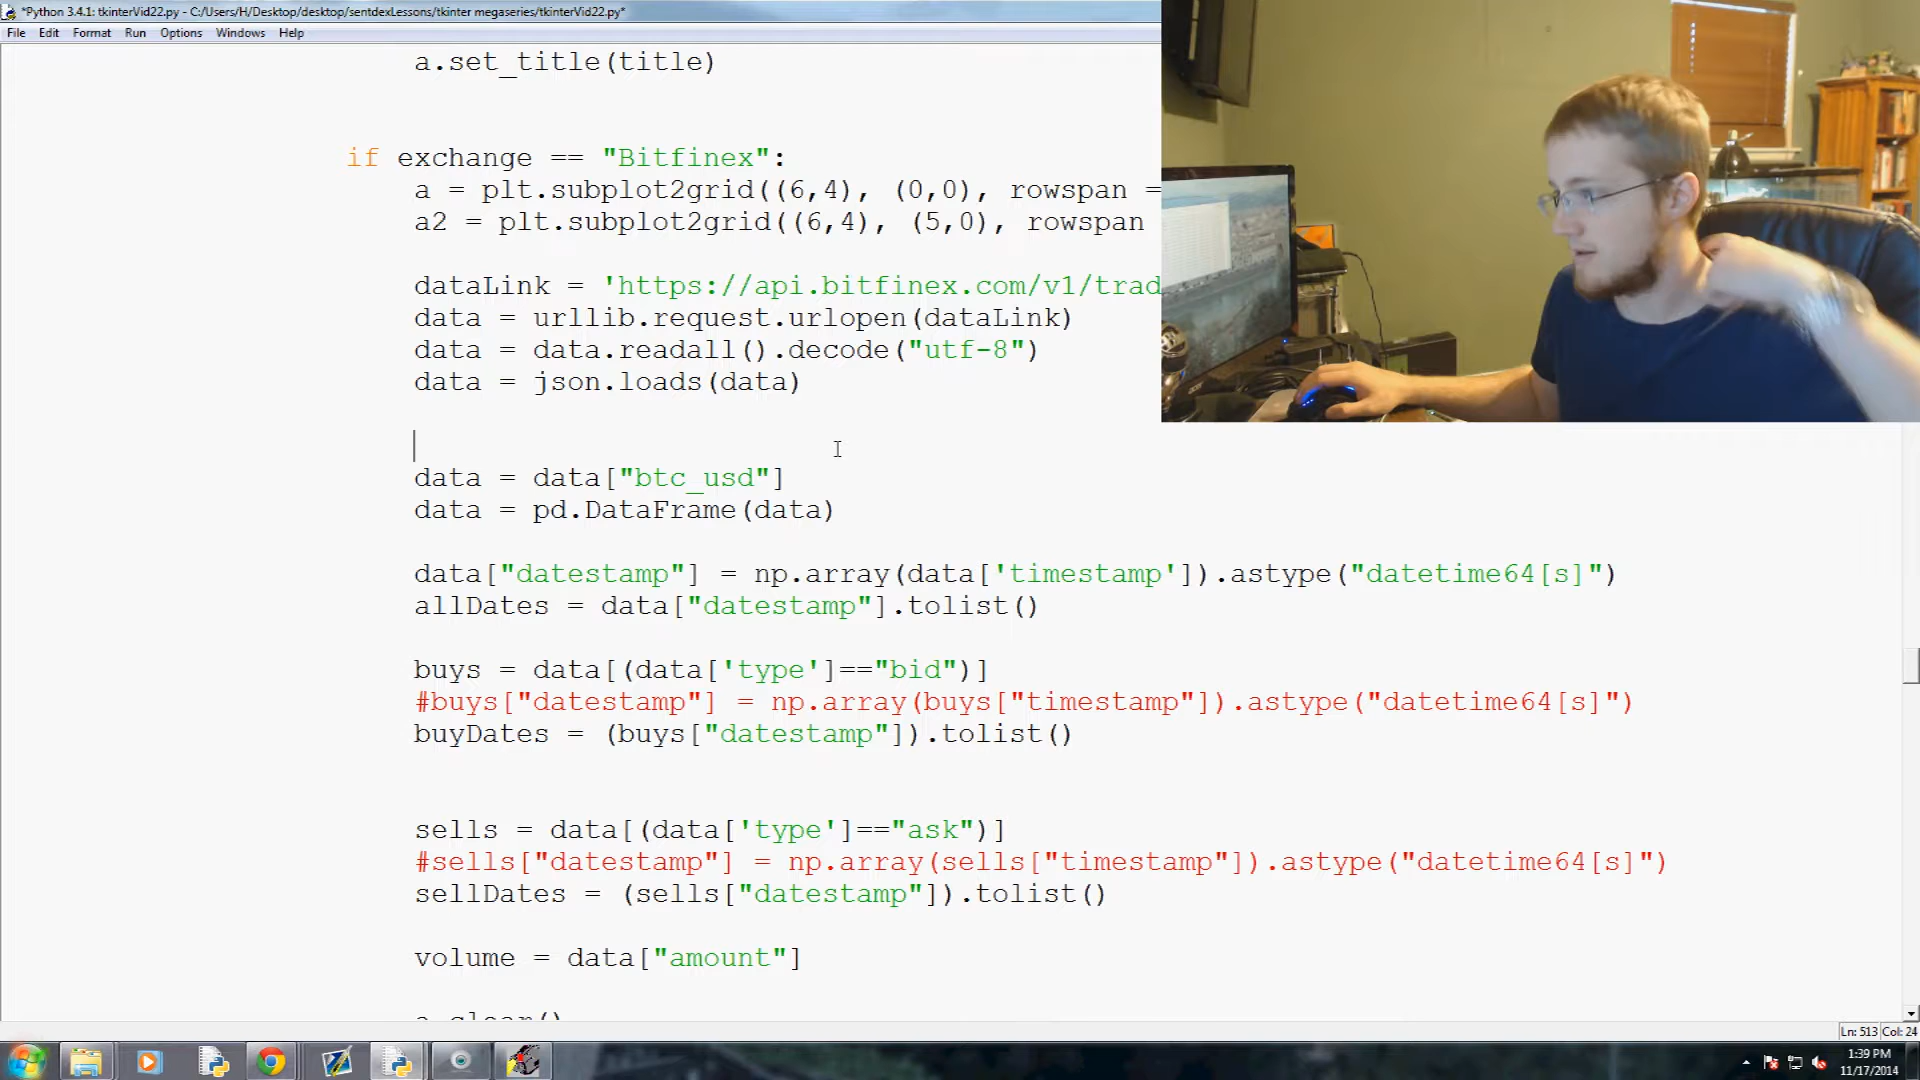 *Python 3.4.1: tkinterVid22.py - C:/Users/H/Desktop/desktop/sentdexLessons/tkinter megaseries/tkinterVid22.py*
File Edit Format Run Options Windows Help
a.set_title(title)
if exchange == "Bitfinex":
a = plt.subplot2grid((6,4), (0,0), rowspan =
a2 = plt.subplot2grid((6,4), (5,0), rowspan
dataLink = 'https://api.bitfinex.com/v1/trad
data = urllib.request.urlopen(dataLink)
data = data.readall().decode("utf-8")
data = json.loads(data)
data = data["btc_usd"]
data = pd.DataFrame(data)
data["datestamp"] = np.array(data['timestamp']).astype("datetime64[s]")
allDates = data["datestamp"].tolist()
buys = data[(data['type']=="bid")]
#buys["datestamp"] = np.array(buys["timestamp"]).astype("datetime64[s]")
buyDates = (buys["datestamp"]).tolist()
sells = data[(data['type']=="ask")]
#sells["datestamp"] = np.array(sells["timestamp"]).astype("datetime64[s]")
sellDates = (sells["datestamp"]).tolist()
volume = data["amount"]
a.clear()
Ln: 513 Col: 24
1:39 PM
11/17/2014